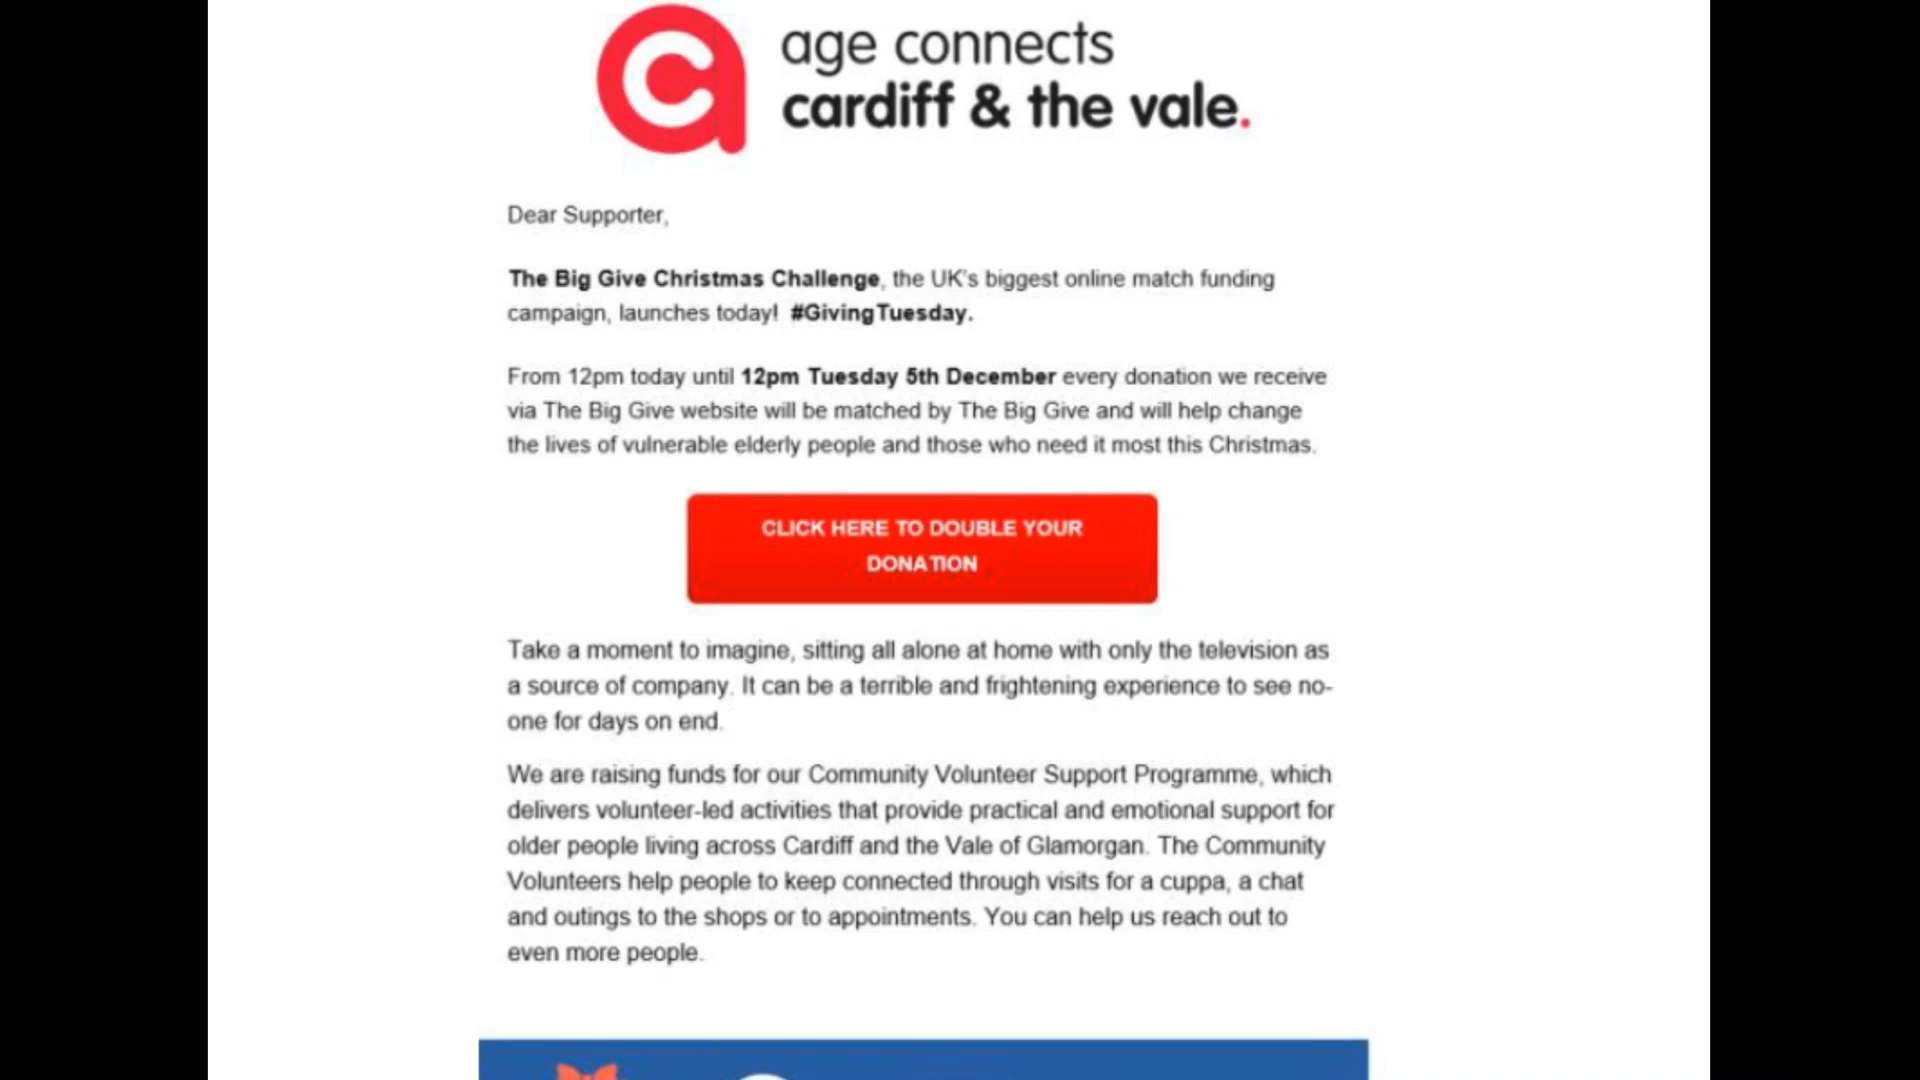 age connects
cardiff & the vale.
Dear Supporter,
The Big Give Christmas Challenge, the UK's biggest online match funding
campaign, launches today! #GivingTuesday.
From 12pm today until 12pm Tuesday 5th December every donation we receive
via The Big Give website will be matched by The Big Give and will help change
the lives of vulnerable elderly people and those who need it most this Christmas.
CLICK HERE TO DOUBLE YOUR
DONATION
Take a moment to imagine, sitting all alone at home with only the television as
a source of company. It can be a terrible and frightening experience to see no-
one for days on end.
We are raising funds for our Community Volunteer Support Programme, which
delivers volunteer-led activities that provide practical and emotional support for
older people living across Cardiff and the Vale of Glamorgan. The Community
Volunteers help people to keep connected through visits for a cuppa, a chat
and outings to the shops or to appointments. You can help us reach out to
even more people.